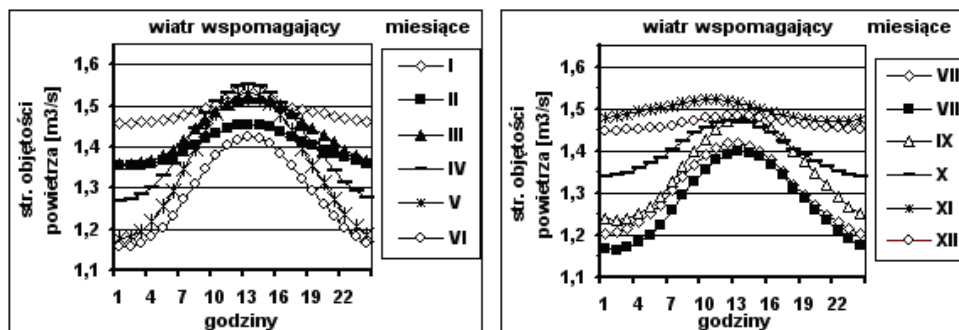 wiatr wspomagający miesiące
str. objętości
powietrza [m3/s]
1,6
1,5
1,4
1,3
1,2
1,1
1 4 7 10 13 16 19 22
godziny
I
II
III
IV
V
VI
wiatr wspomagający miesiące
str. objętości
powietrza [m3/s]
1,6
1,5
1,4
1,3
1,2
1,1
1 4 7 10 13 16 19 22
godziny
VII
VII
IX
X
XI
XII